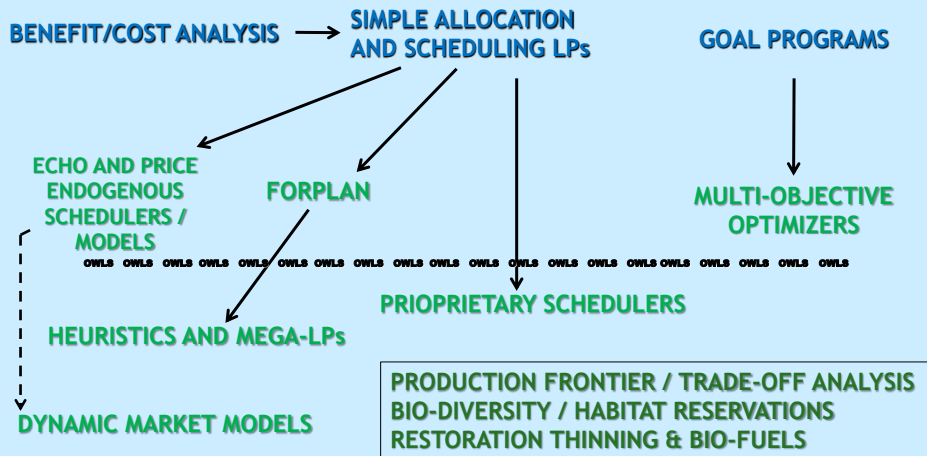 BENEFIT/COST ANALYSIS
SIMPLE ALLOCATION
AND SCHEDULING LPs
GOAL PROGRAMS
ECHO AND PRICE
ENDOGENOUS
SCHEDULERS /
MODELS
FORPLAN
MULTI-OBJECTIVE
OPTIMIZERS
OWLS OWLS OWLS OWLS OWLS OWLS OWLS OWLS OWLS OWLS OWLS OWLS OWLS OWLS OWLS OWLS OWLS OWLS OWLS OWLS
PRIOPRIETARY SCHEDULERS
HEURISTICS AND MEGA-LPs
DYNAMIC MARKET MODELS
PRODUCTION FRONTIER / TRADE-OFF ANALYSIS
BIO-DIVERSITY / HABITAT RESERVATIONS
RESTORATION THINNING & BIO-FUELS